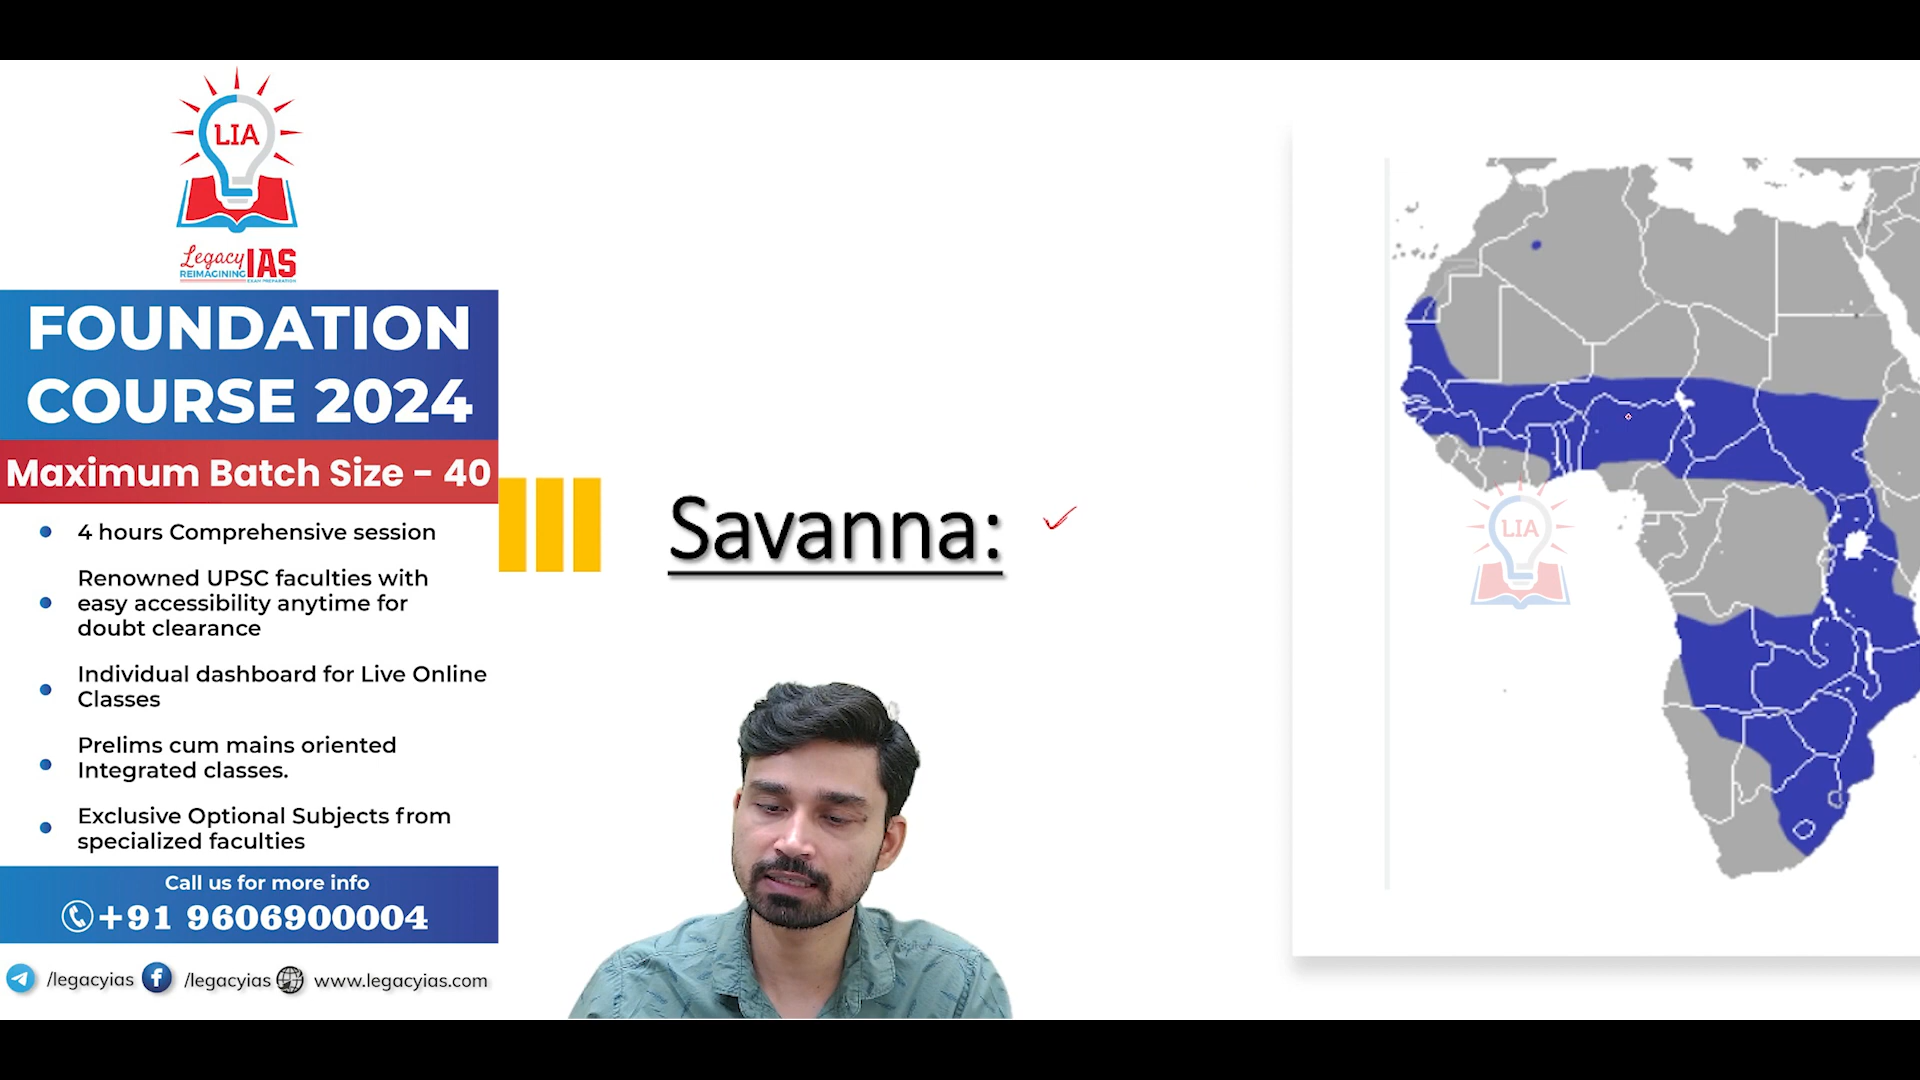 LIA
Legacy IAS
REIMAGINING EXAM PREPARATION
FOUNDATION
COURSE 2024
Maximum Batch Size - 40
4 hours Comprehensive session
Renowned UPSC faculties with
easy accessibility anytime for
doubt clearance
Individual dashboard for Live Online
Classes
Prelims cum mains oriented
Integrated classes.
Exclusive Optional Subjects from
specialized faculties
Call us for more info
+91 9606900004
/legacyias /legacyias www.legacyias.com
Savanna:
LIA